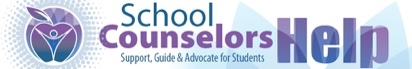 School
Counselors Help
Support, Guide & Advocate for Students